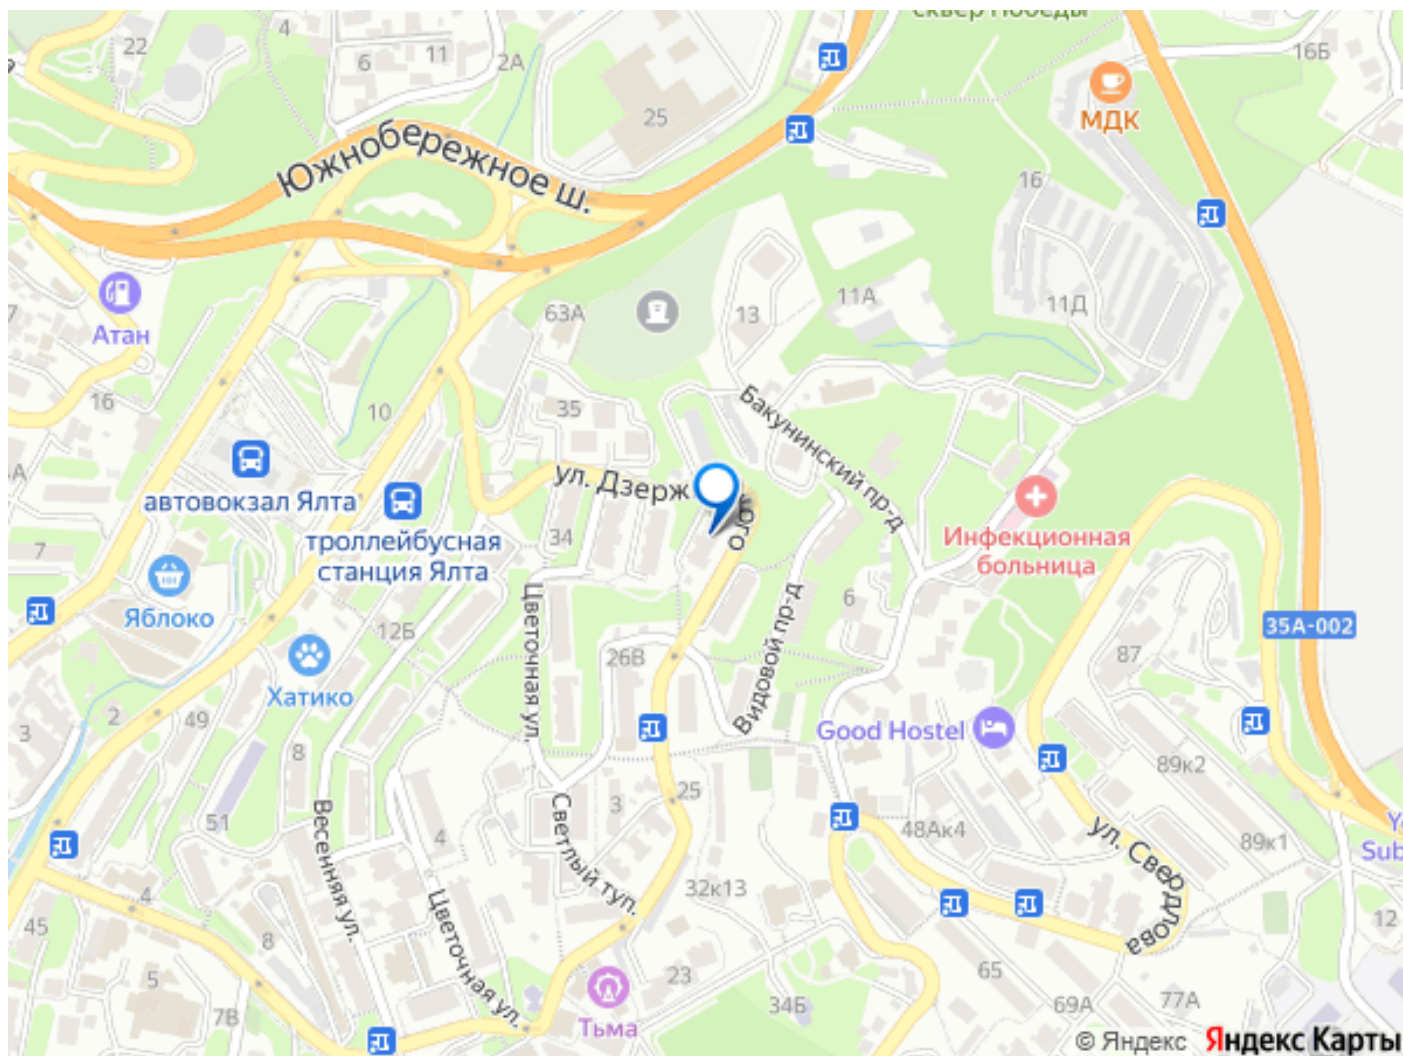 сквер Победы
22
4
11
6
2А
16Б
МДК
25
Южнобережное ш.
16
11А
11Д
13
63А
Атан
7
16
10
35
Бакунинский пр-д
автовокзал Ялта
ул. Дзерж
ого
троллейбусная
станция Ялта
34
Инфекционная
больница
7
Яблоко
Цветочная ул.
12Б
6
35А-002
26В
Видовой пр-д
87
Хатико
2
49
3
8
Good Hostel
89к2
25
3
Весенняя ул.
51
4
Светлый туп.
48Ак4
ул. Свердлова
89к1
Sub
32к13
4
Цветочная ул.
45
8
12
5
23
65
34Б
69А
77А
7В
Тьма
© Яндекс Яндекс Карты